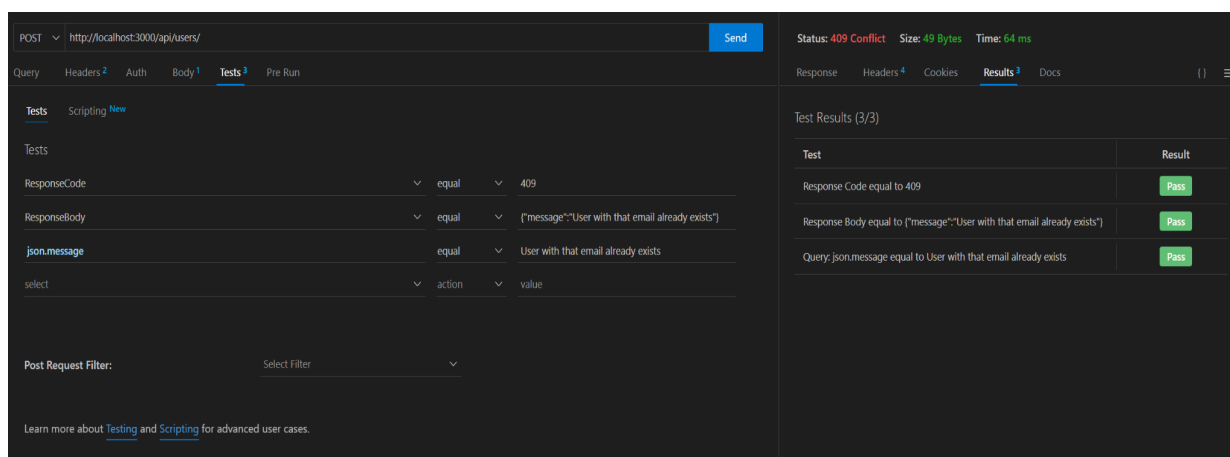 POST http://localhost:3000/api/users/ Send
Query Headers 2 Auth Body 1 Tests 3 Pre Run
Tests Scripting New
Tests
ResponseCode equal 409
ResponseBody equal {"message":"User with that email already exists"}
json.message equal User with that email already exists
select action value
Post Request Filter: Select Filter
Learn more about Testing and Scripting for advanced user cases.
Status: 409 Conflict Size: 49 Bytes Time: 64 ms
Response Headers 4 Cookies Results 3 Docs { }
Test Results (3/3)
Test Result
Response Code equal to 409 Pass
Response Body equal to {"message":"User with that email already exists"} Pass
Query: json.message equal to User with that email already exists Pass